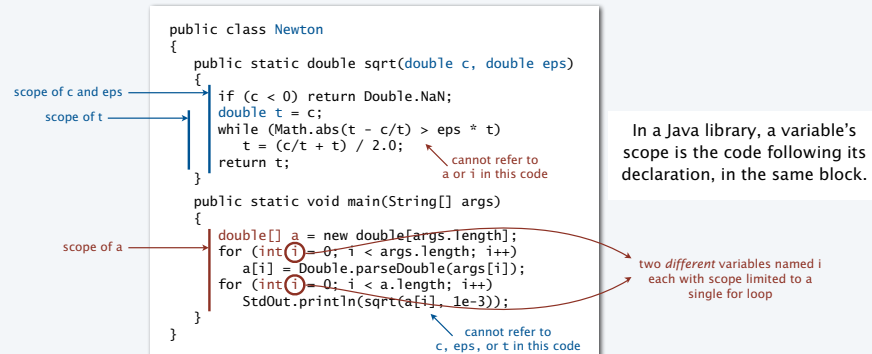 public class Newton
{
public static double sqrt(double c, double eps)
{
if (c < 0) return Double.NaN;
double t = c;
while (Math.abs(t - c/t) > eps * t)
t = (c/t + t) / 2.0;
return t;
}
public static void main(String[] args)
{
double[] a = new double[args.length];
for (int i = 0; i < args.length; i++)
a[i] = Double.parseDouble(args[i]);
for (int i = 0; i < a.length; i++)
StdOut.println(sqrt(a[i], 1e-3));
}
}
scope of c and eps
scope of t
cannot refer to
a or i in this code
scope of a
cannot refer to
c, eps, or t in this code
In a Java library, a variable's
scope is the code following its
declaration, in the same block.
two different variables named i
each with scope limited to a
single for loop